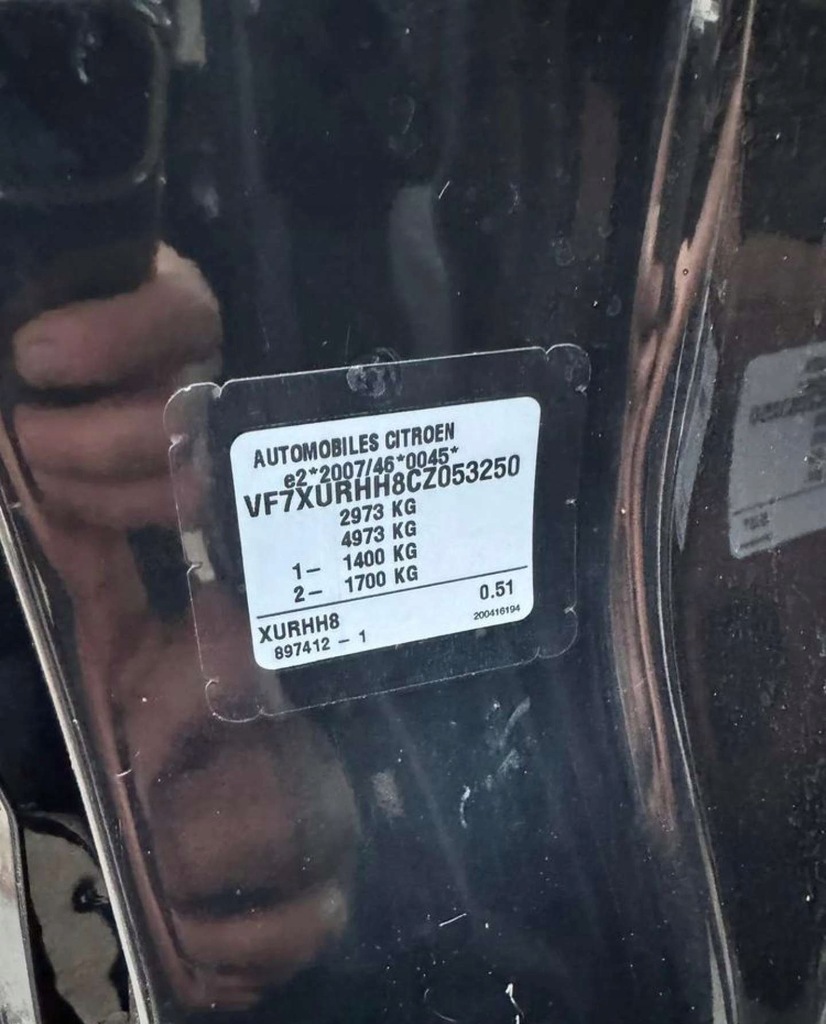 AUTOMOBILES CITROEN
e2*2007/46*0045*
VF7XURHH8CZ053250
2973 KG
4973 KG
1- 1400 KG
2- 1700 KG
0.51
XURHH8
200416194
897412 - 1